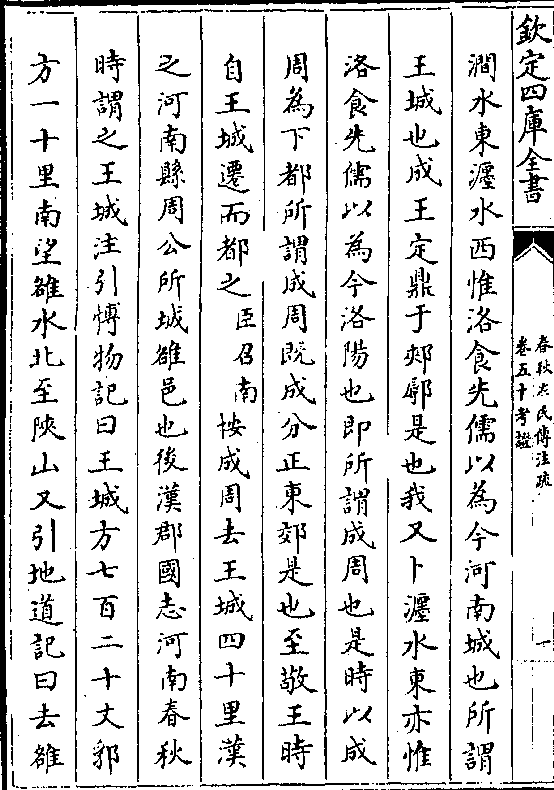 欽定四庫全書
春秋左氏傳注疏
卷五十考證
一
澗水東瀍水西惟洛食先儒以為今河南城也所謂
王城也成王定鼎于郟鄏是也我又卜瀍水東亦惟
洛食先儒以為今洛陽也即所謂成周也是時以成
周為下都所謂成周既成分正東郊是也至敬王時
自王城遷而都之臣召南按成周去王城四十里漢
之河南縣周公所城雒邑也後漢郡國志河南春秋
時謂之王城注引愽物記曰王城方七百二十丈郛
方一十里南望雒水北至陜山又引地道記曰去雒